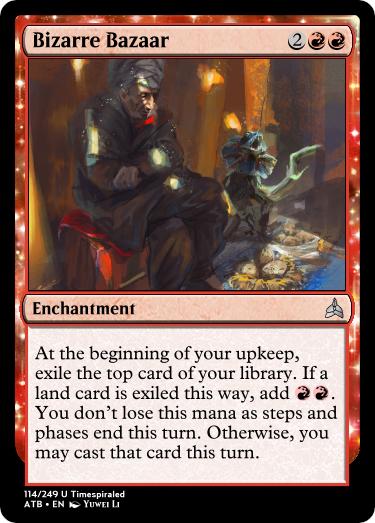 Bizarre Bazaar 2
Enchantment
At the beginning of your upkeep,
exile the top card of your library. If a
land card is exiled this way, add
You don't lose this mana as steps and
phases end this turn. Otherwise, you
may cast that card this turn.
114/249 U Timespiraled
ATB • EN Yuwei Li